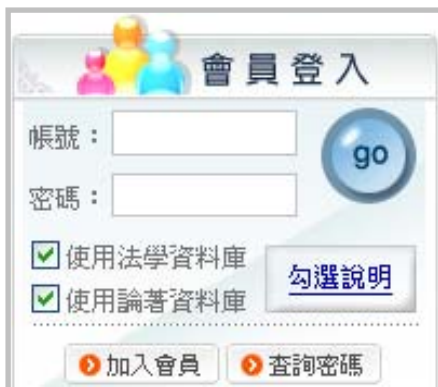 會員登入
帳號：
go
密碼：
使用法學資料庫
勾選說明
使用論著資料庫
加入會員 查詢密碼